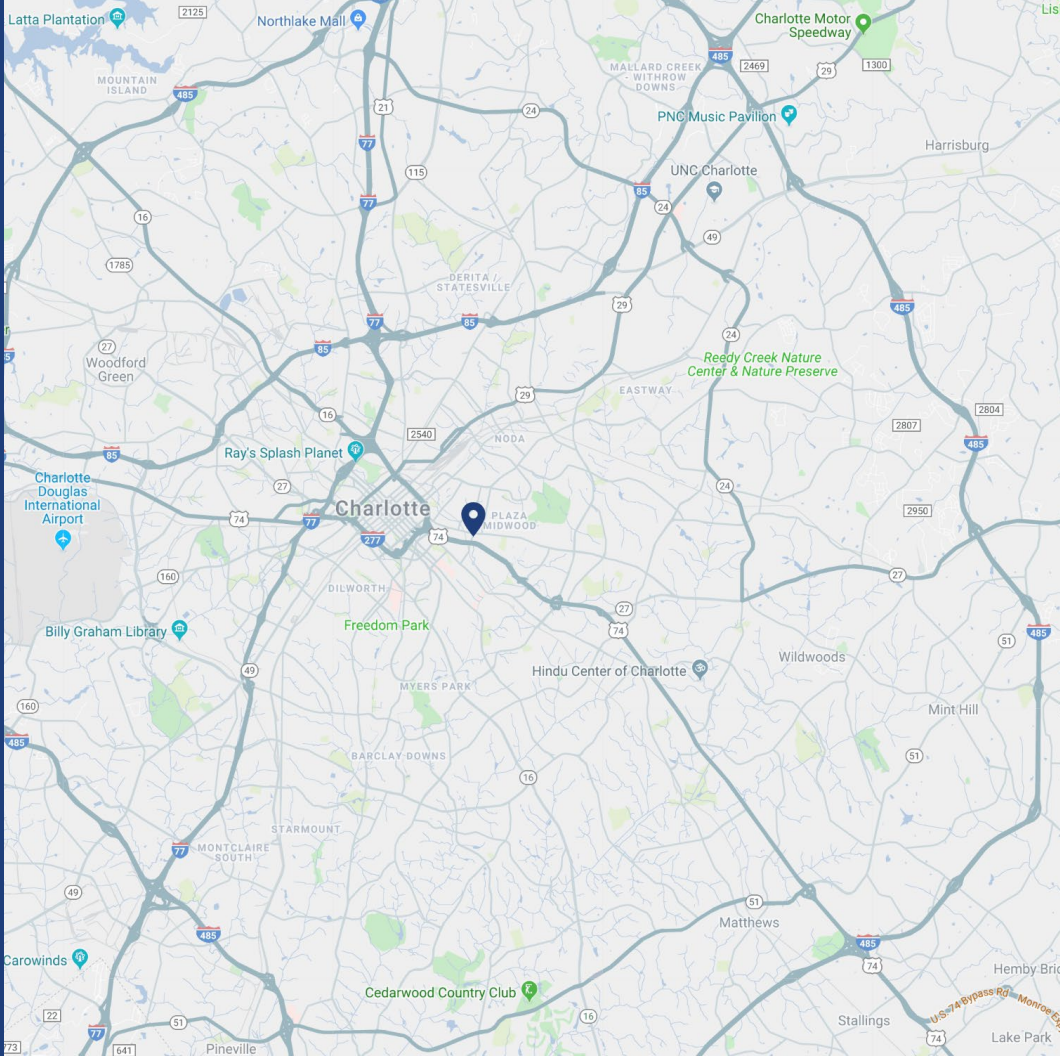 Latta Plantation
2125
Northlake Mall
Charlotte Motor
Speedway
485
2469
29
1300
MOUNTAIN
ISLAND
485
MALLARD CREEK
- WITHROW
DOWNS
21
24
PNC Music Pavilion
77
Harrisburg
115
UNC Charlotte
77
85
24
16
49
1785
DERITA /
STATESVILLE
29
485
77
85
24
27
85
Woodford
Green
Reedy Creek Nature
Center & Nature Preserve
29
EASTWAY
16
2540
NODA
2804
2807
485
85
Ray's Splash Planet
Charlotte
Douglas
International
Airport
27
24
Charlotte
74
77
277
74
PLAZA
MIDWOOD
2950
160
DILWORTH
27
27
Freedom Park
74
485
Billy Graham Library
51
Hindu Center of Charlotte
Wildwoods
49
MYERS PARK
160
Mint Hill
485
BARCLAY DOWNS
51
16
STARMOUNT
77
MONTCLAIRE
SOUTH
49
51
Matthews
485
485
74
Carowinds
Hemby Bri
Cedarwood Country Club
U.S. 74 Bypass Rd
Monroe Ex
22
51
16
Stallings
77
74
Lake Park
773
641
Pineville